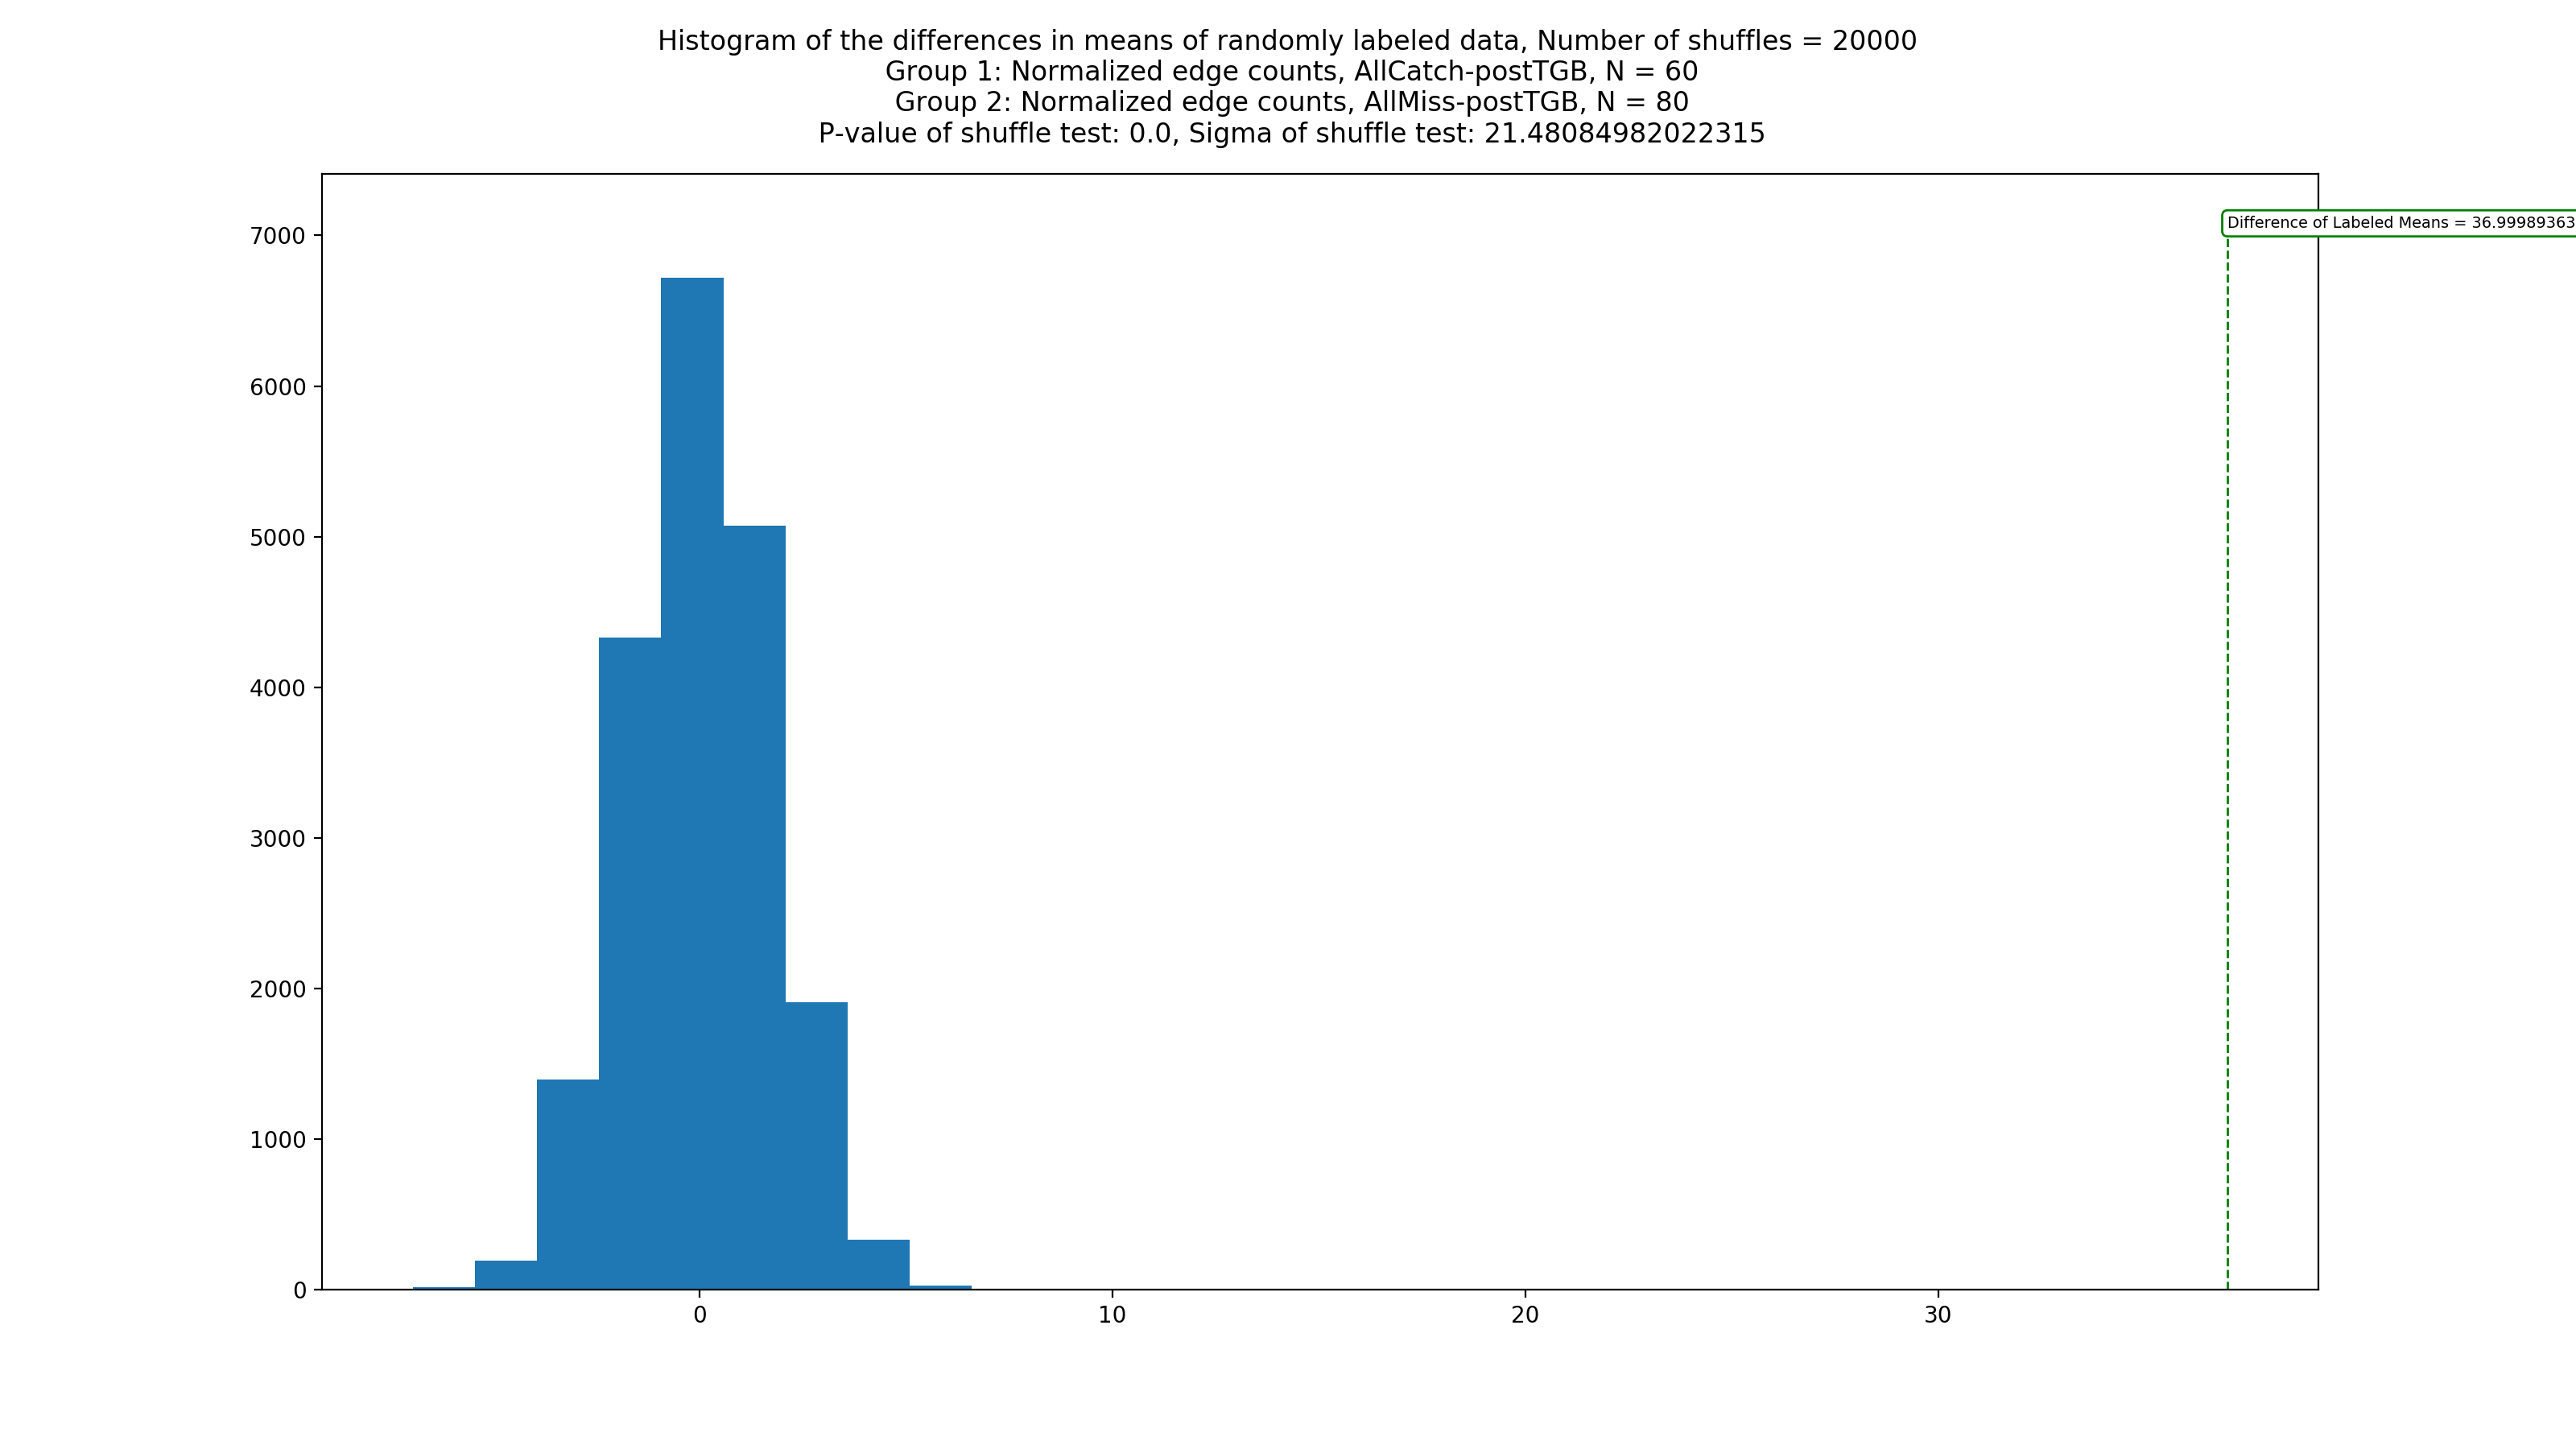 Histogram of the differences in means of randomly labeled data, Number of shuffles = 20000
Group 1: Normalized edge counts, AllCatch-postTGB, N = 60
Group 2: Normalized edge counts, AllMiss-postTGB, N = 80
P-value of shuffle test: 0.0, Sigma of shuffle test: 21.48084982022315
Difference of Labeled Means = 36.99989363
7000
6000
5000
4000
3000
2000
1000
0
0 10 20 30